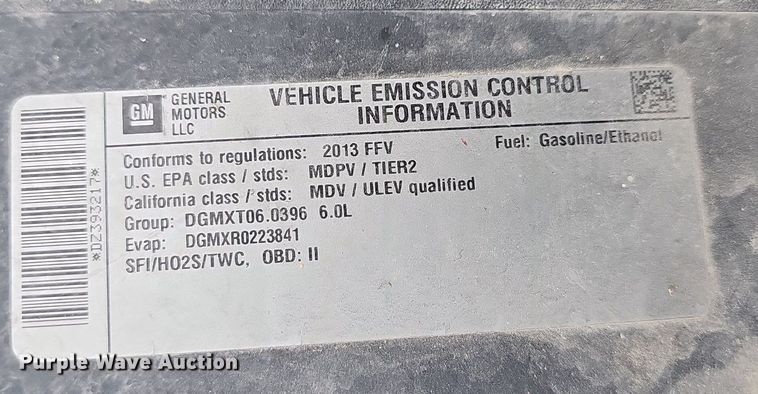 GM
GENERAL MOTORS LLC
VEHICLE EMISSION CONTROL INFORMATION
Conforms to regulations: 2013 FFV
Fuel: Gasoline/Ethanol
U.S. EPA class / stds: MDPV / TIER2
California class / stds: MDV / ULEV qualified
Group: DGMXT06.0396 6.0L
Evap: DGMXR0223841
SFI/HO2S/TWC, OBD: II
*DZ393217*
Purple Wave Auction